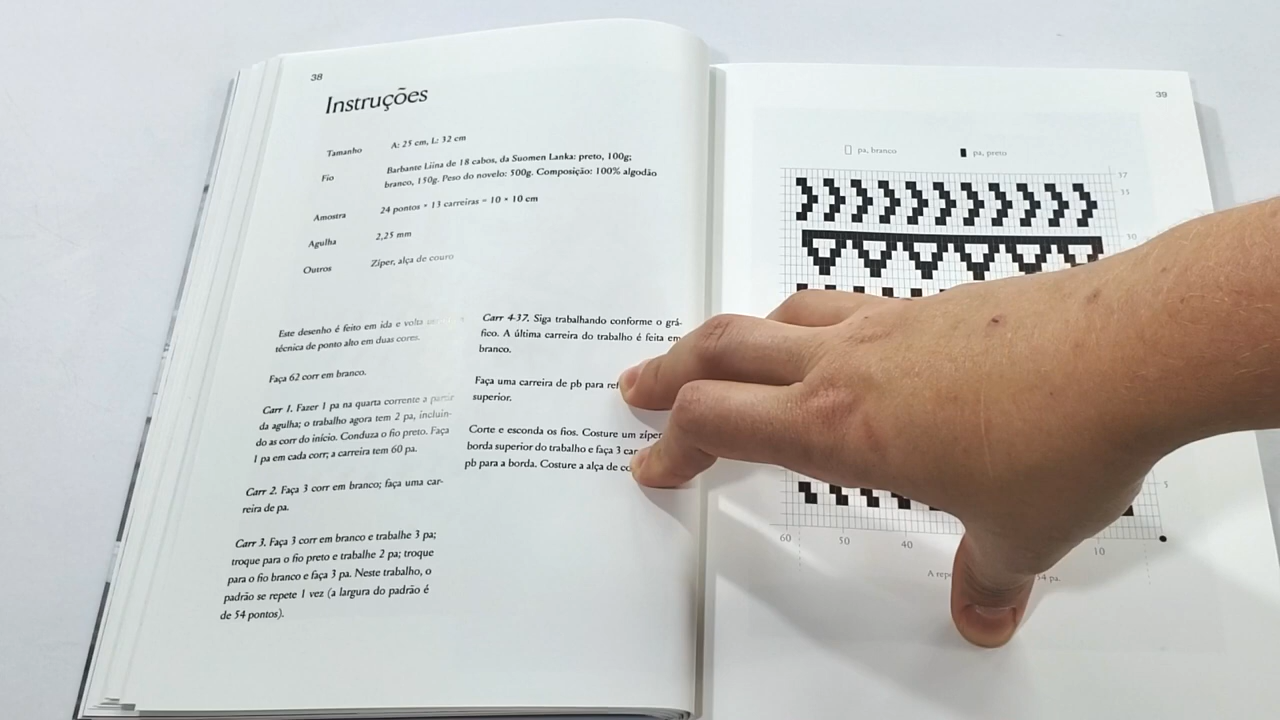 38
Instruções
Tamanho A: 25 cm, L: 32 cm
Fio Barbante Liina de 18 cabos, da Suomen Lanka: preto, 100g;
branco, 150g. Peso do novelo: 500g. Composição: 100% algodão
Amostra 24 pontos * 13 carreiras = 10 * 10 cm
Agulha 2,25 mm
Outros Zíper, alça de couro
Este desenho é feito em ida e volta
técnica de ponto alto em duas cores.
Faça 62 corr em branco.
Carr 1. Fazer 1 pa na quarta corrente a partir
da agulha; o trabalho agora tem 2 pa, incluin-
do as corr do início. Conduza o fio preto. Faça
1 pa em cada corr; a carreira tem 60 pa.
Carr 2. Faça 3 corr em branco; faça uma car-
reira de pa.
Carr 3. Faça 3 corr em branco e trabalhe 3 pa;
troque para o fio preto e trabalhe 2 pa; troque
para o fio branco e faça 3 pa. Neste trabalho, o
padrão se repete 1 vez (a largura do padrão é
de 54 pontos).
Carr 4-37. Siga trabalhando conforme o grá-
fico. A última carreira do trabalho é feita em
branco.
Faça uma carreira de pb para
superior.
Corte e esconda os fios. Costure um zíper
borda superior do trabalho e faça 3
pb para a borda. Costure a alça de
39
pa, branco pa, preto
37
35
30
5
60 50 40 10
A 54 pa.